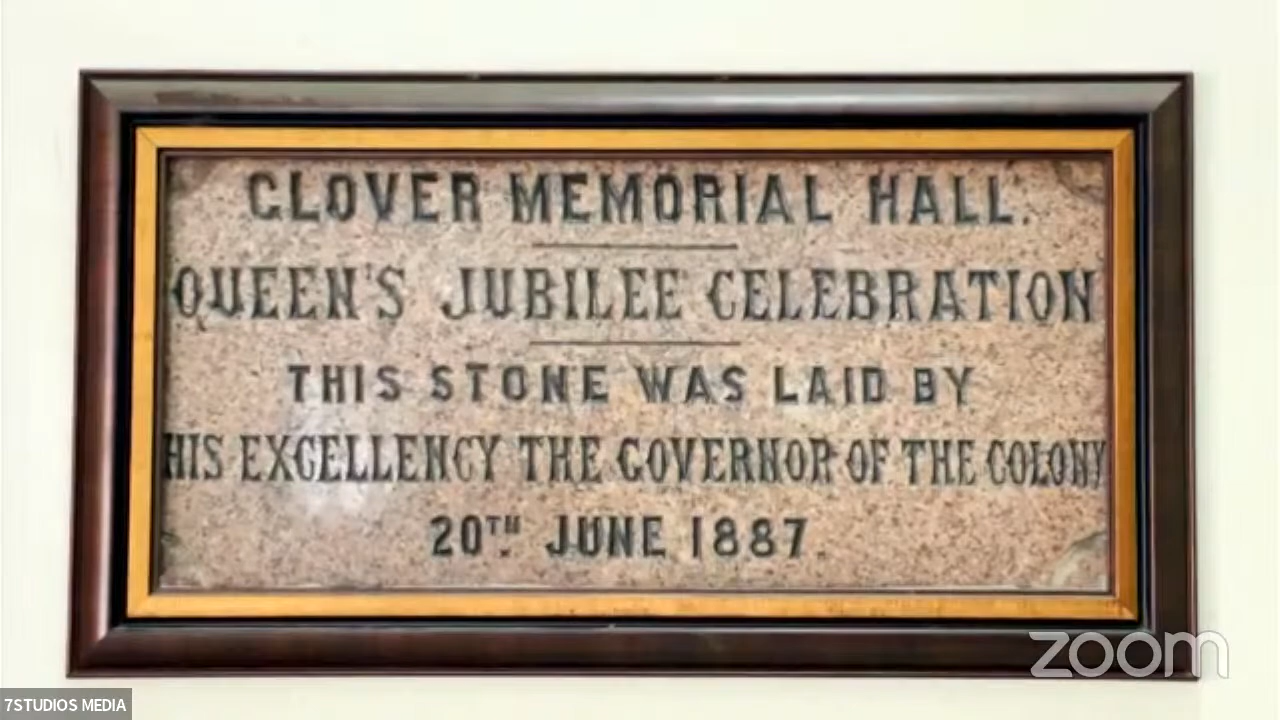 GLOVER MEMORIAL HALL.
QUEEN'S JUBILEE CELEBRATION
THIS STONE WAS LAID BY
HIS EXCELLENCY THE GOVERNOR OF THE COLONY
20TH JUNE 1887.
zoom
7STUDIOS MEDIA